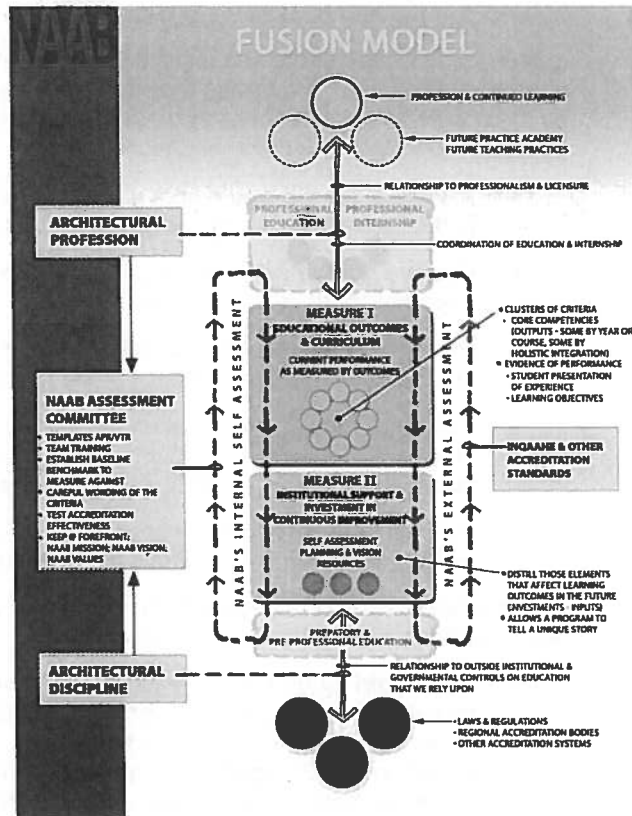 NAAB
FUSION MODEL
PROFESSION & CONTINUED LEARNING
FUTURE PRACTICE ACADEMY
FUTURE TEACHING PRACTICES
RELATIONSHIP TO PROFESSIONALISM & LICENSURE
PROFESSIONAL EDUCATION
PROFESSIONAL INTERNSHIP
ARCHITECTURAL
PROFESSION
COORDINATION OF EDUCATION & INTERNSHIP
NAAB'S INTERNAL SELF ASSESSMENT
MEASURE I
EDUCATIONAL OUTCOMES
& CURRICULUM
CURRENT PERFORMANCE
AS MEASURED BY OUTCOMES
NAAB'S EXTERNAL ASSESSMENT
• CLUSTERS OF CRITERIA
• CORE COMPETENCIES
(OUTPUTS - SOME BY YEAR OR
COURSE, SOME BY
HOLISTIC INTEGRATION)
• EVIDENCE OF PERFORMANCE
• STUDENT PRESENTATION
OF EXPERIENCE
• LEARNING OBJECTIVES
NAAB ASSESSMENT
COMMITTEE
• TEMPLATES APR/VTR
• TEAM TRAINING
• ESTABLISH BASELINE
BENCHMARK TO
MEASURE AGAINST
• CAREFUL WORDING OF THE
CRITERIA
• TEST ACCREDITATION
EFFECTIVENESS
• KEEP @ FOREFRONT:
NAAB MISSION; NAAB VISION;
NAAB VALUES
INQAAHE & OTHER
ACCREDITATION
STANDARDS
MEASURE II
INSTITUTIONAL SUPPORT &
INVESTMENT IN
CONTINUOUS IMPROVEMENT
SELF ASSESSMENT
PLANNING & VISION
RESOURCES
• DISTILL THOSE ELEMENTS
THAT AFFECT LEARNING
OUTCOMES IN THE FUTURE
(INVESTMENTS - INPUTS)
• ALLOWS A PROGRAM TO
TELL A UNIQUE STORY
PREPATORY &
PRE PROFESSIONAL EDUCATION
ARCHITECTURAL
DISCIPLINE
RELATIONSHIP TO OUTSIDE INSTITUTIONAL &
GOVERNMENTAL CONTROLS ON EDUCATION
THAT WE RELY UPON
• LAWS & REGULATIONS
• REGIONAL ACCREDITATION BODIES
• OTHER ACCREDITATION SYSTEMS